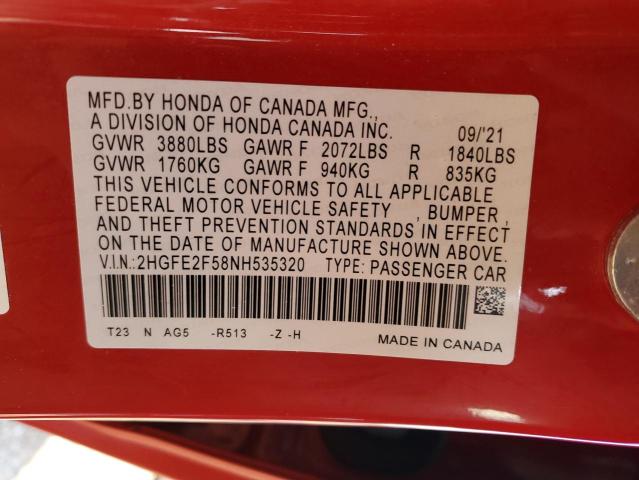 MFD.BY HONDA OF CANADA MFG.,
A DIVISION OF HONDA CANADA INC. 09/'21
GVWR 3880LBS GAWR F 2072LBS R 1840LBS
GVWR 1760KG GAWR F 940KG R 835KG
THIS VEHICLE CONFORMS TO ALL APPLICABLE
FEDERAL MOTOR VEHICLE SAFETY , BUMPER ,
AND THEFT PREVENTION STANDARDS IN EFFECT
ON THE DATE OF MANUFACTURE SHOWN ABOVE.
V.I.N.:2HGFE2F58NH535320 TYPE: PASSENGER CAR
T23 N AG5 -R513 -Z -H MADE IN CANADA